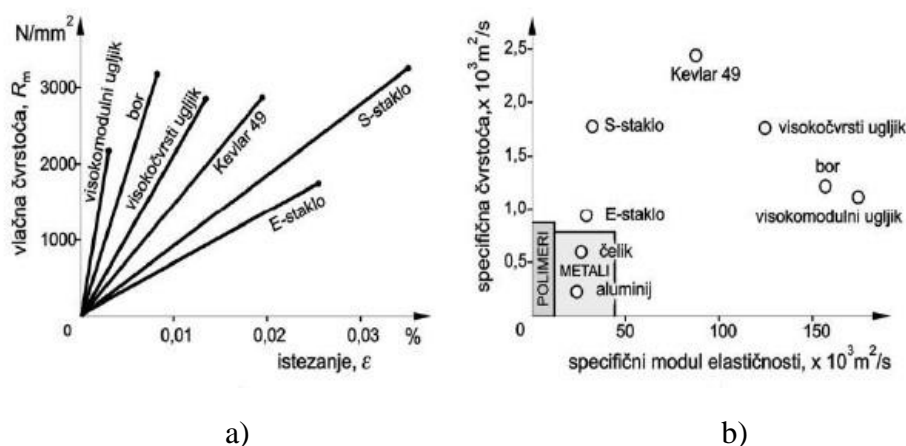 N/mm2
vlačna čvrstoća, Rm
3000
2000
1000
0
0,01
0,02
0,03
%
istezanje, ε
visokomodulni ugljik
bor
visokočvrsti ugljik
Kevlar 49
S-staklo
E-staklo
a)
specifična čvrstoća,x 10³m²/s
2,5
2,0
1,5
1,0
0,5
0
50
100
150
specifični modul elastičnosti, x 10³m²/s
Kevlar 49
S-staklo
visokočvrsti ugljik
bor
E-staklo
visokomodulni ugljik
POLIMERI
čelik
METALI
aluminij
b)